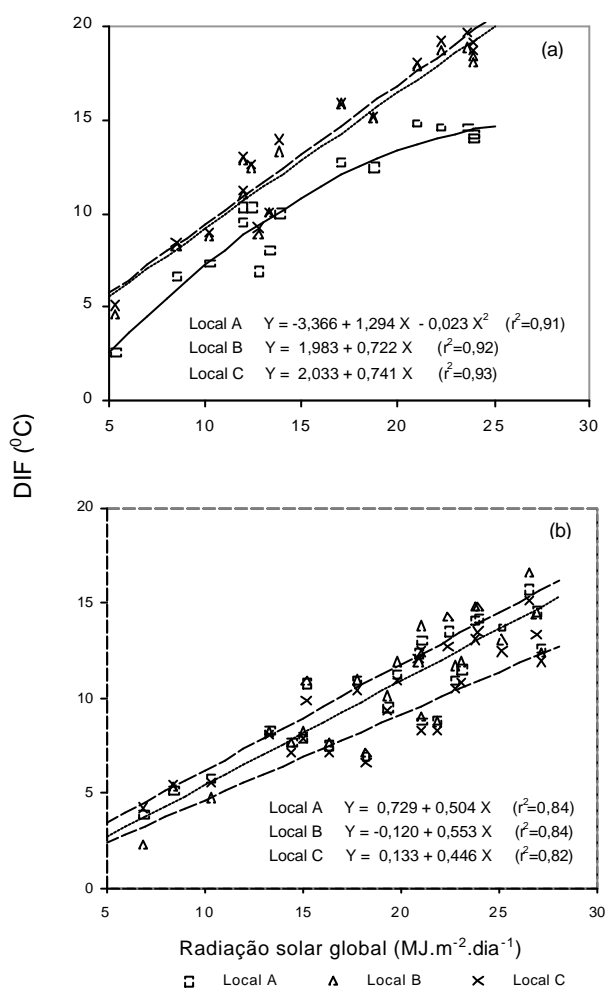 20
(a)
15
10
5
Local A Y = -3,366 + 1,294 X - 0,023 X² (r²=0,91)
Local B Y = 1,983 + 0,722 X (r²=0,92)
Local C Y = 2,033 + 0,741 X (r²=0,93)
0
5 10 15 20 25 30
DIF (⁰C)
20
(b)
15
10
5
Local A Y = 0,729 + 0,504 X (r²=0,84)
Local B Y = -0,120 + 0,553 X (r²=0,84)
Local C Y = 0,133 + 0,446 X (r²=0,82)
0
5 10 15 20 25 30
Radiação solar global (MJ.m⁻².dia⁻¹)
Local A Local B Local C